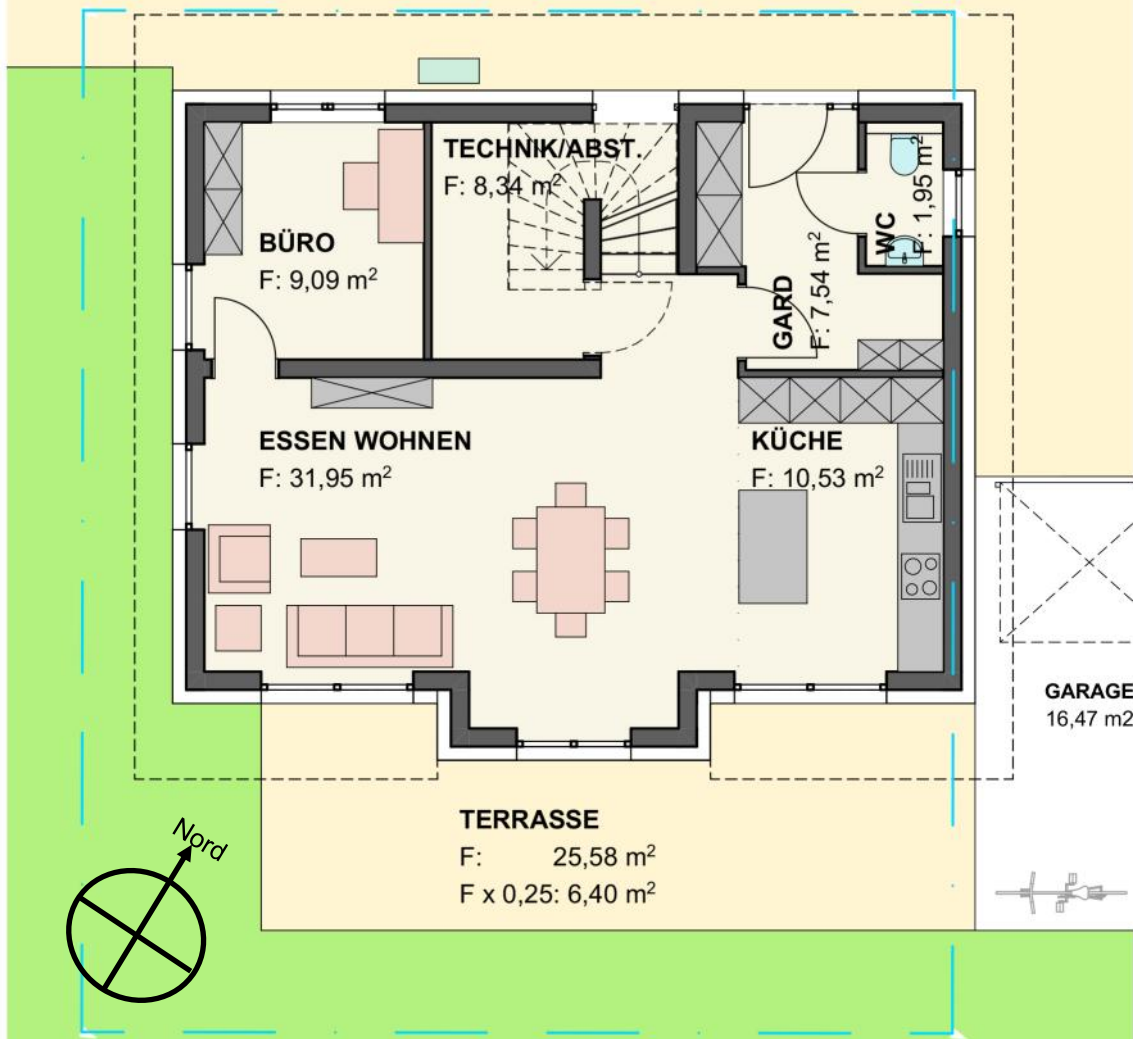 TECHNIK/ABST.
F: 8,34 m²
BÜRO
F: 9,09 m²
WC
F: 1,95 m²
GARD
F: 7,54 m²
ESSEN WOHNEN
F: 31,95 m²
KÜCHE
F: 10,53 m²
GARAGE
16,47 m2
TERRASSE
F: 25,58 m²
F x 0,25: 6,40 m²
Nord